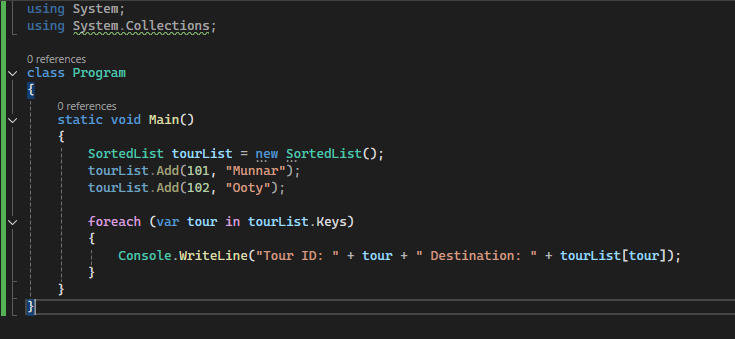 using System;
using System.Collections;
0 references
class Program
{
0 references
static void Main()
{
SortedList tourList = new SortedList();
tourList.Add(101, "Munnar");
tourList.Add(102, "Ooty");
foreach (var tour in tourList.Keys)
{
Console.WriteLine("Tour ID: " + tour + " Destination: " + tourList[tour]);
}
}
}